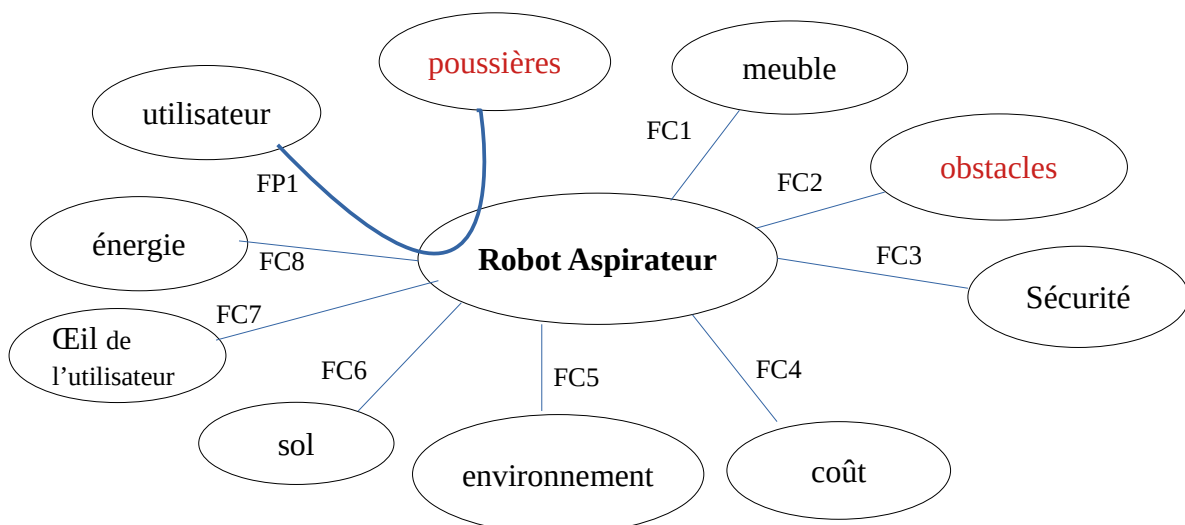 poussières
meuble
utilisateur
FC1
obstacles
FP1
FC2
énergie
FC8
Robot Aspirateur
FC3
Sécurité
FC7
Œil de
l’utilisateur
FC6
FC5
FC4
sol
environnement
coût